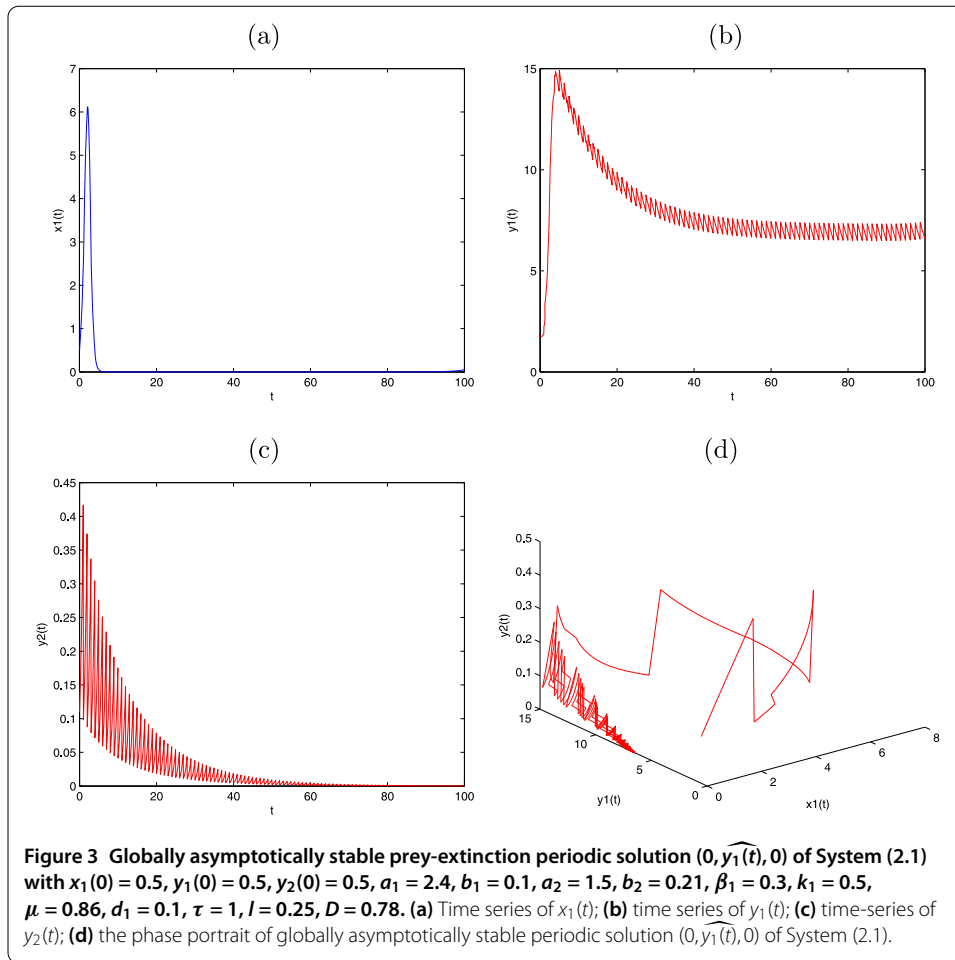 (a)
(b)
7
6
5
4
3
2
1
0
x1(t)
0 20 40 60 80 100
t
15
10
5
0
y1(t)
0 20 40 60 80 100
t
(c)
(d)
0.45
0.4
0.35
0.3
0.25
0.2
0.15
0.1
0.05
0
y2(t)
0 20 40 60 80 100
t
0.5
0.4
0.3
0.2
0.1
0
y2(t)
15
10
5
0
y1(t)
0
2
4
6
8
x1(t)
Figure 3 Globally asymptotically stable prey-extinction periodic solution (0, \widehat{y₁(t)}, 0) of System (2.1)
with x₁(0) = 0.5, y₁(0) = 0.5, y₂(0) = 0.5, a₁ = 2.4, b₁ = 0.1, a₂ = 1.5, b₂ = 0.21, β₁ = 0.3, k₁ = 0.5,
μ = 0.86, d₁ = 0.1, τ = 1, l = 0.25, D = 0.78. (a) Time series of x₁(t); (b) time series of y₁(t); (c) time-series of
y₂(t); (d) the phase portrait of globally asymptotically stable periodic solution (0, \widehat{y₁(t)}, 0) of System (2.1).